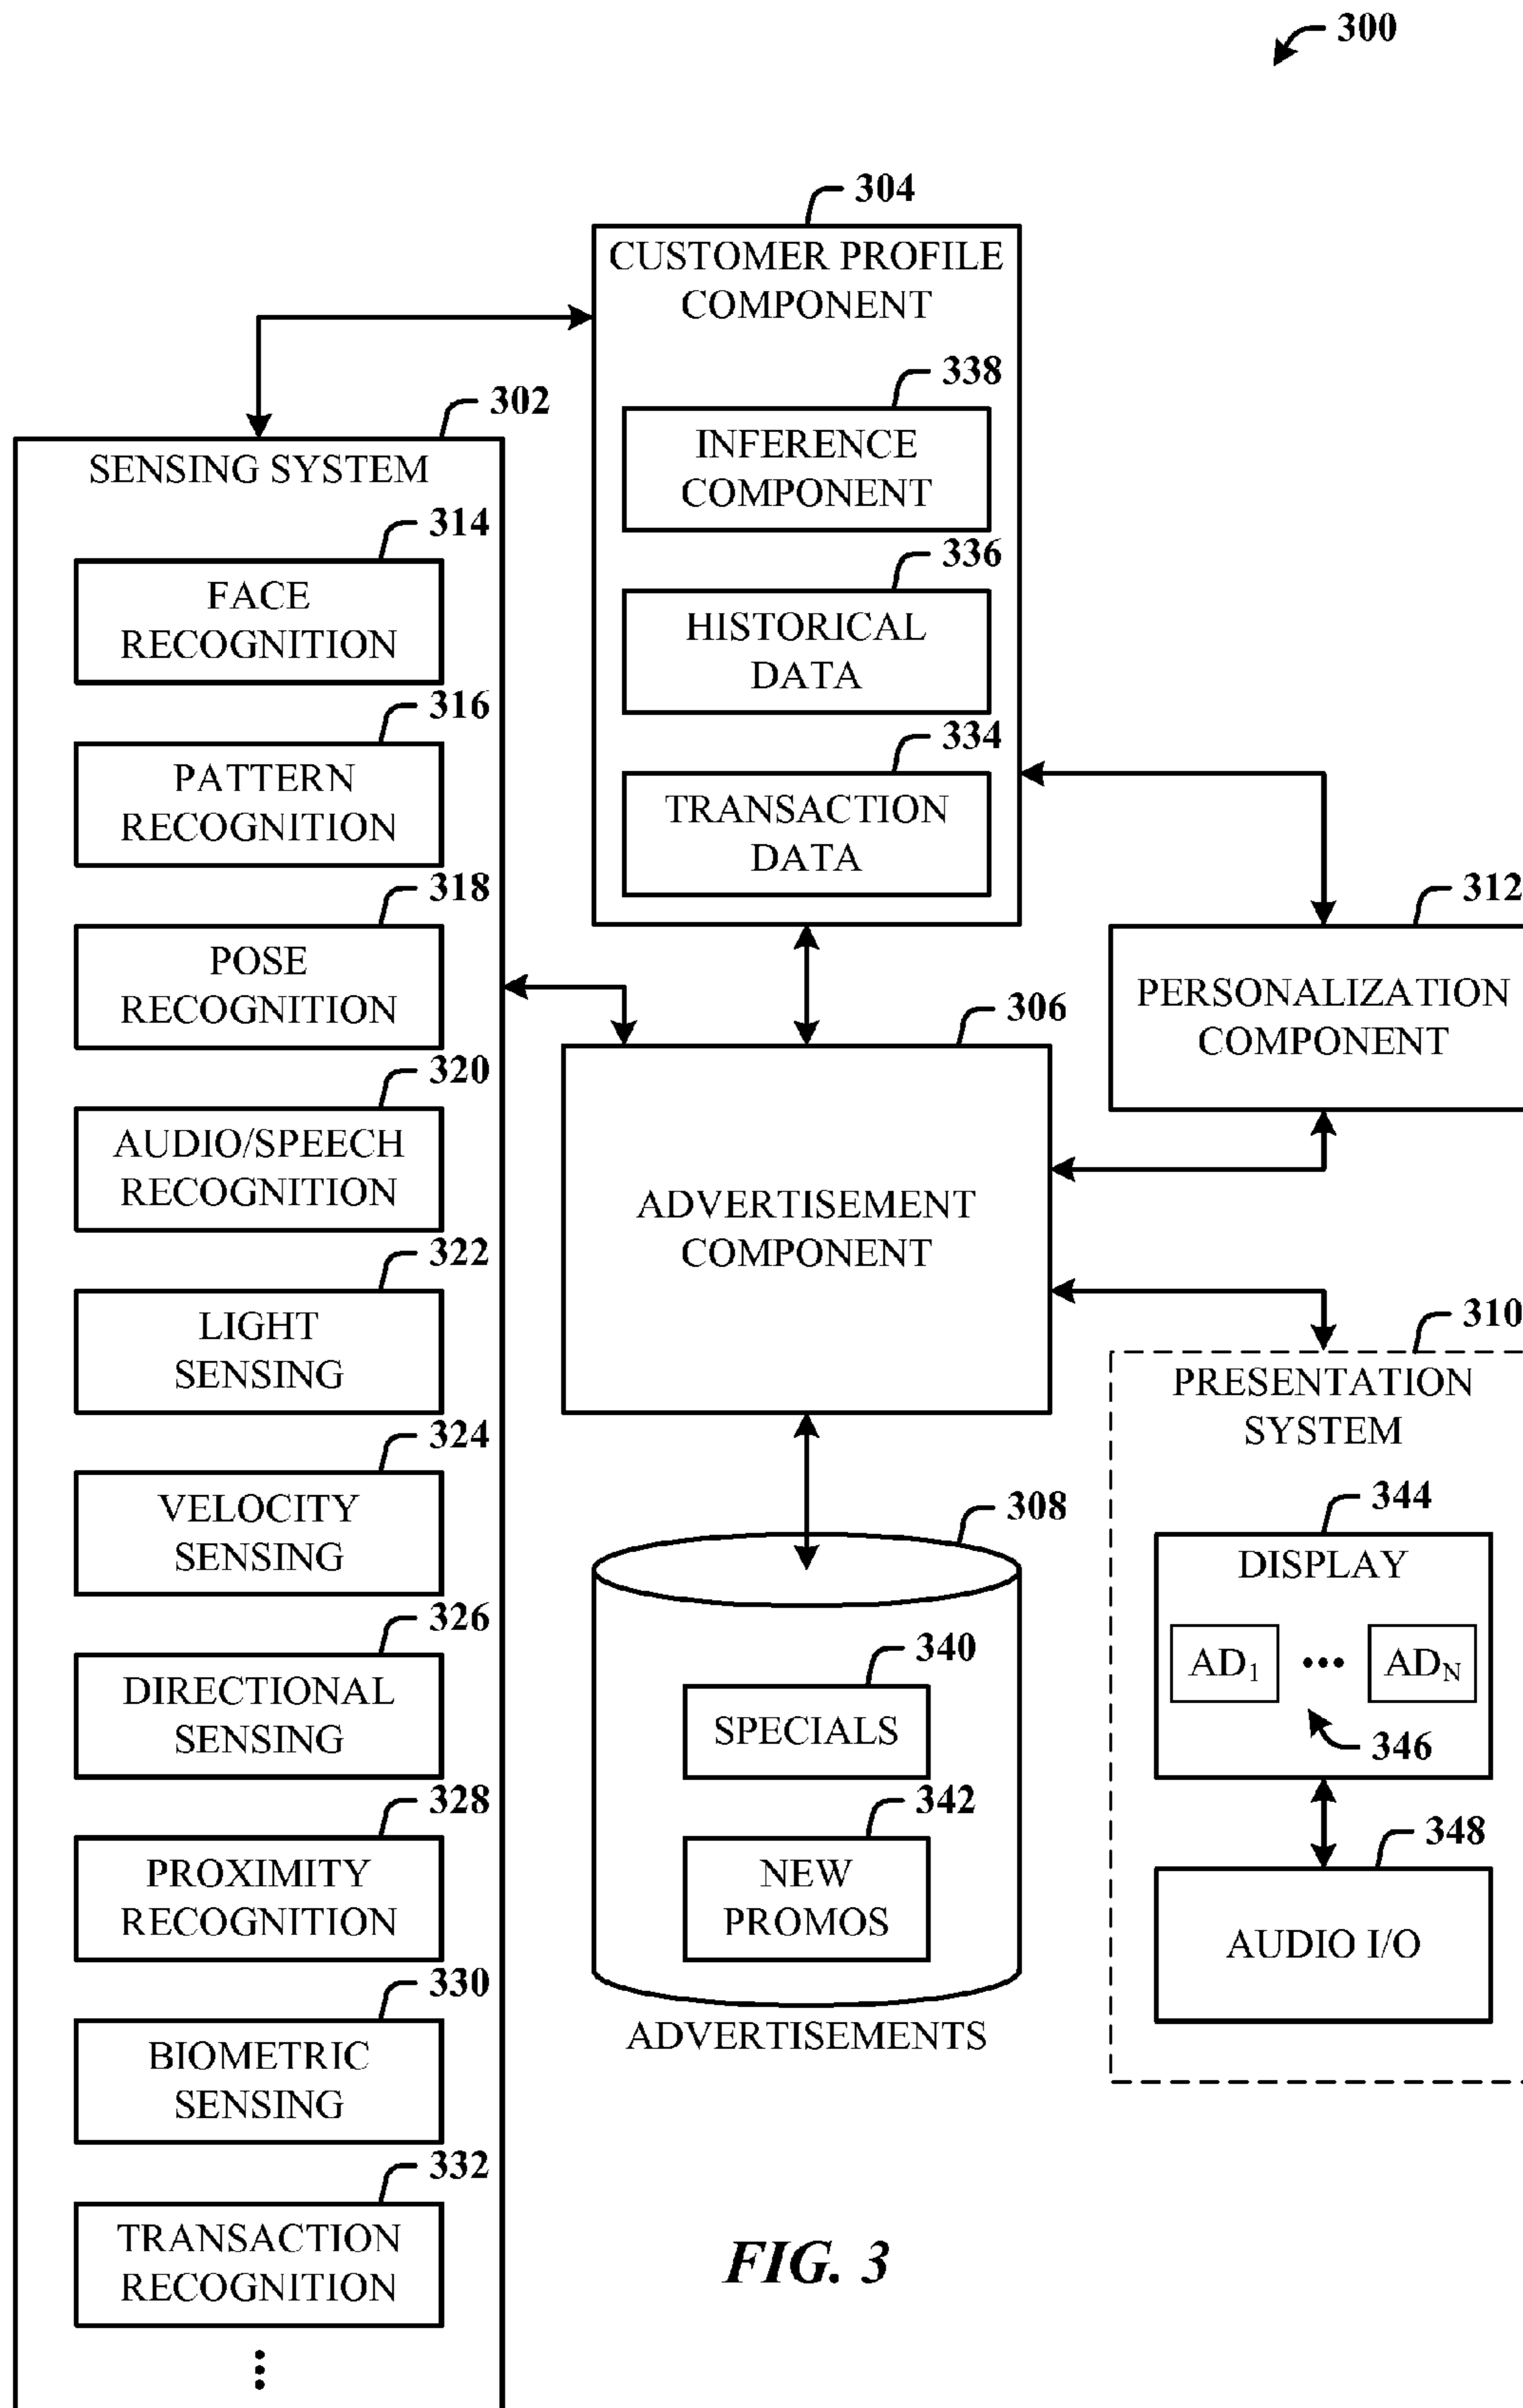 300
304
CUSTOMER PROFILE
COMPONENT
338
INFERENCE
COMPONENT
336
HISTORICAL
DATA
334
TRANSACTION
DATA
302
SENSING SYSTEM
314
FACE
RECOGNITION
316
PATTERN
RECOGNITION
318
POSE
RECOGNITION
320
AUDIO/SPEECH
RECOGNITION
322
LIGHT
SENSING
324
VELOCITY
SENSING
326
DIRECTIONAL
SENSING
328
PROXIMITY
RECOGNITION
330
BIOMETRIC
SENSING
332
TRANSACTION
RECOGNITION
312
PERSONALIZATION
COMPONENT
306
ADVERTISEMENT
COMPONENT
308
340
SPECIALS
342
NEW
PROMOS
ADVERTISEMENTS
310
PRESENTATION
SYSTEM
344
DISPLAY
AD1 ••• ADN
346
348
AUDIO I/O
FIG. 3